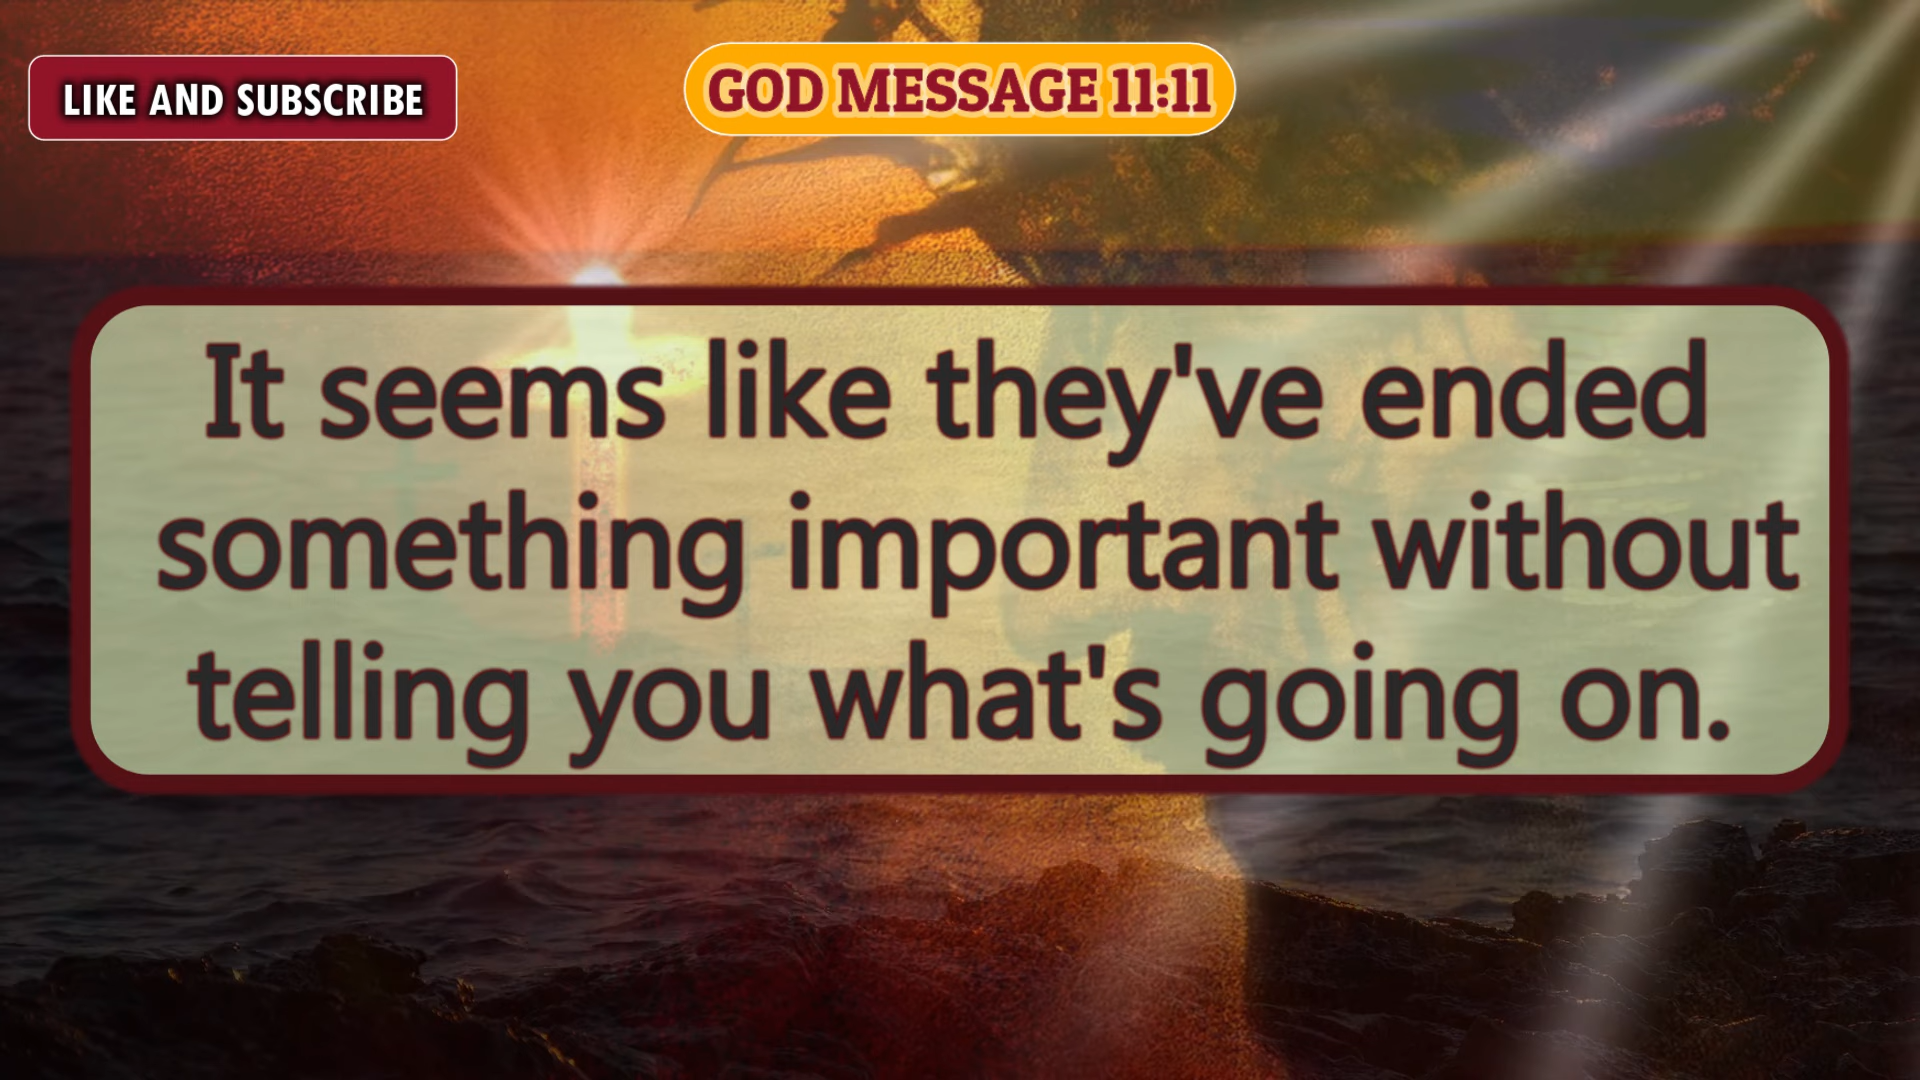 LIKE AND SUBSCRIBE
GOD MESSAGE 11:11
It seems like they've ended
something important without
telling you what's going on.